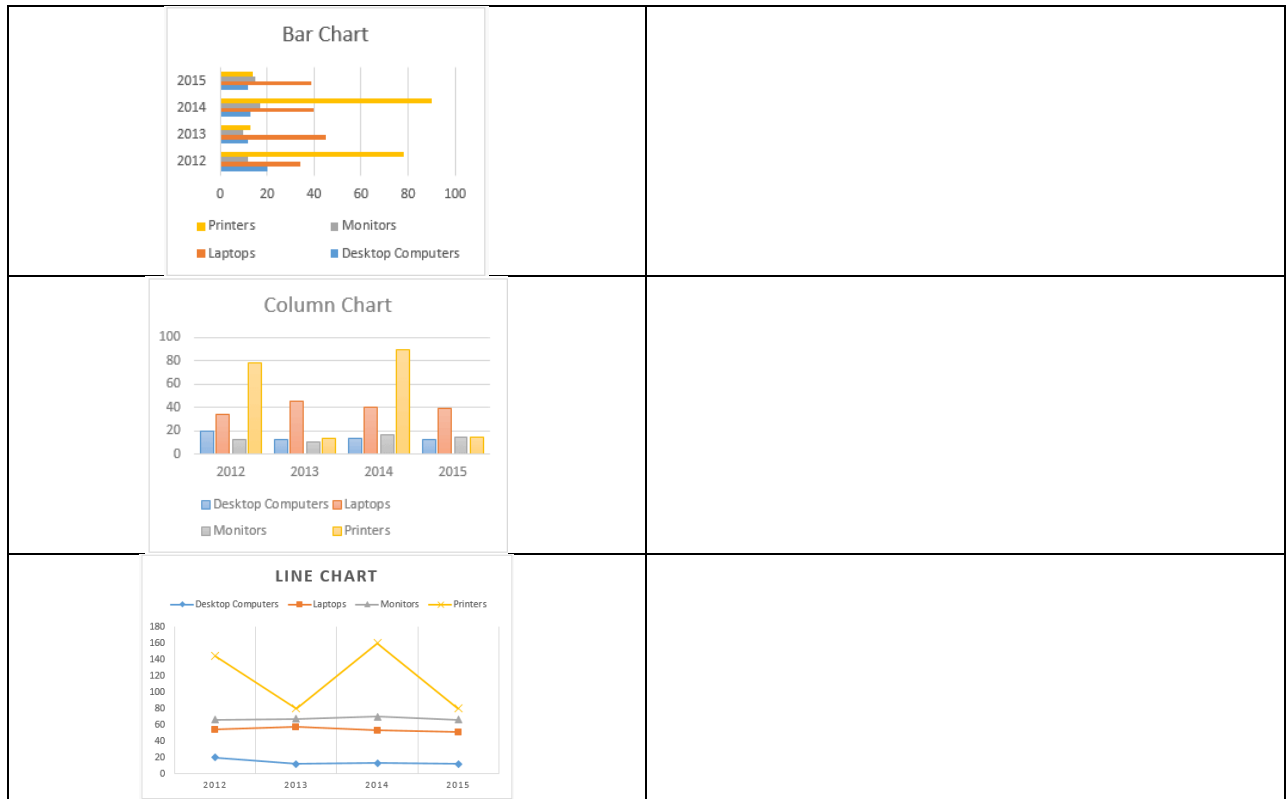 Bar Chart
2015
2014
2013
2012
0 20 40 60 80 100
Printers Monitors
Laptops Desktop Computers
Column Chart
100
80
60
40
20
0
2012 2013 2014 2015
Desktop Computers Laptops
Monitors Printers
LINE CHART
Desktop Computers Laptops Monitors Printers
180
160
140
120
100
80
60
40
20
0
2012 2013 2014 2015